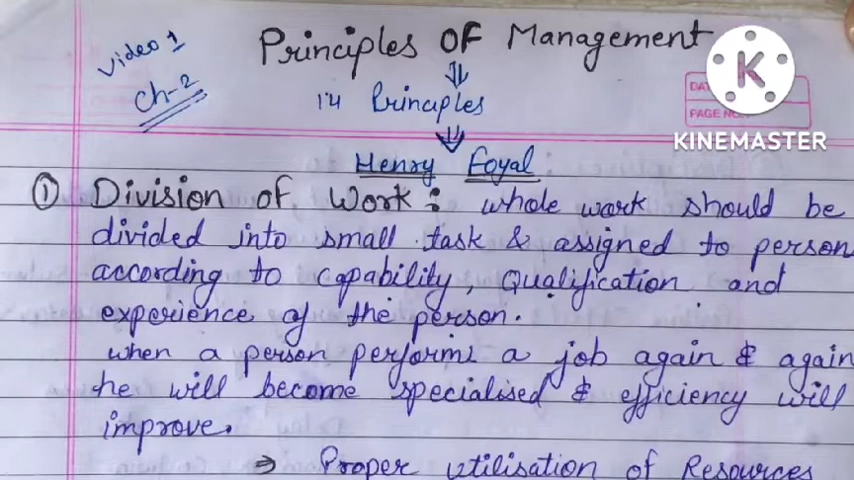 Video 1
Ch-2
Principles OF Management
14 Principles
Henry Foyal
K
KINEMASTER
DA
PAGE NO
① Division of Work : whole work should be
divided into small task & assigned to person
according to capability, Qualification and
experience of the person.
when a person performs a job again & again
he will become specialised & efficiency will
improve.
⇒ Proper utilisation of Resources